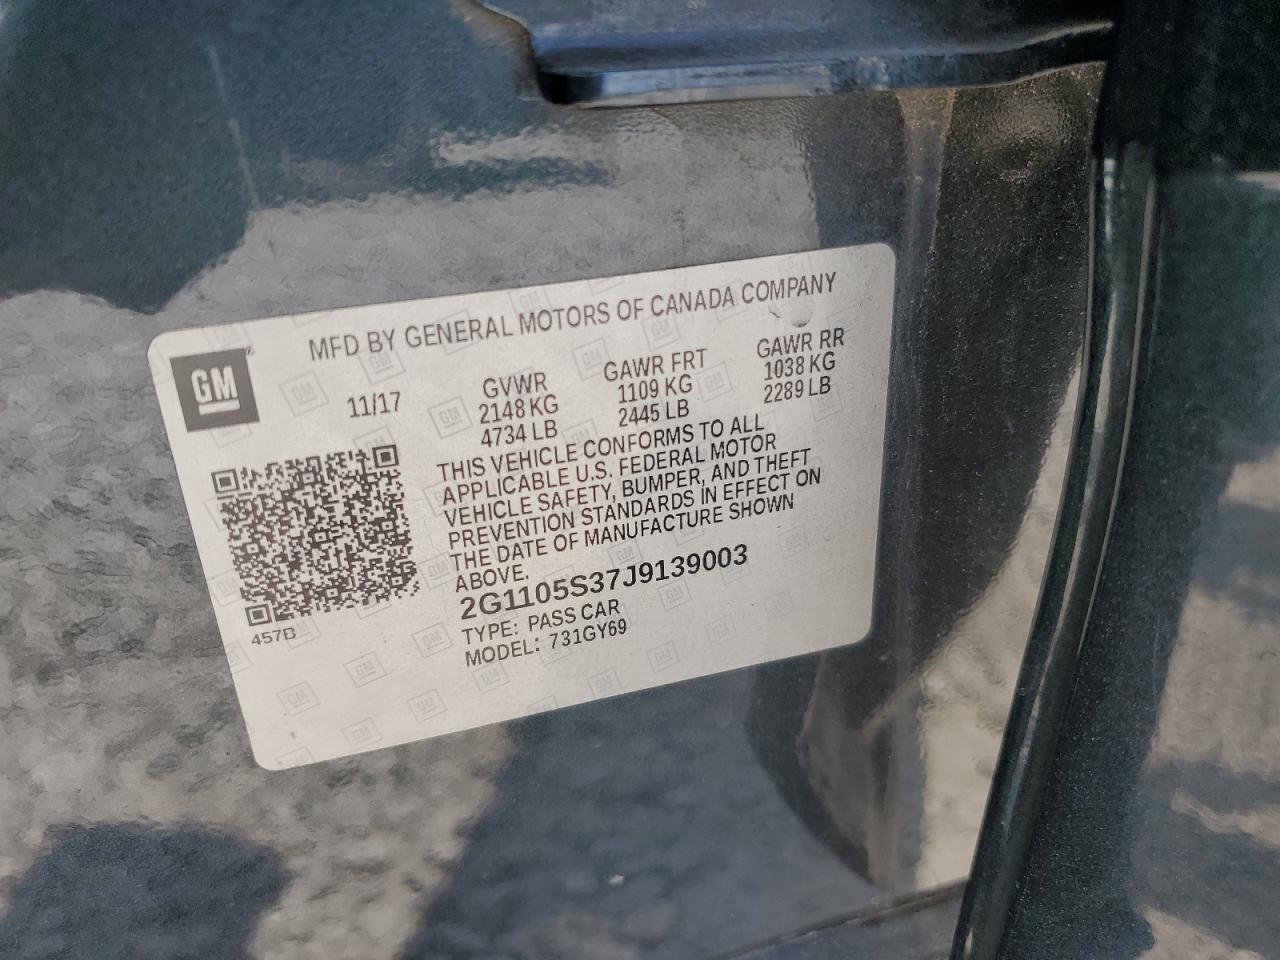 MFD BY GENERAL MOTORS OF CANADA COMPANY
GM
11/17
GVWR
2148 KG
4734 LB
GAWR FRT
1109 KG
2445 LB
GAWR RR
1038 KG
2289 LB
THIS VEHICLE CONFORMS TO ALL
APPLICABLE U.S. FEDERAL MOTOR
VEHICLE SAFETY, BUMPER, AND THEFT
PREVENTION STANDARDS IN EFFECT ON
THE DATE OF MANUFACTURE SHOWN
ABOVE.
2G1105S37J9139003
TYPE: PASS CAR
MODEL: 731GY69
457B